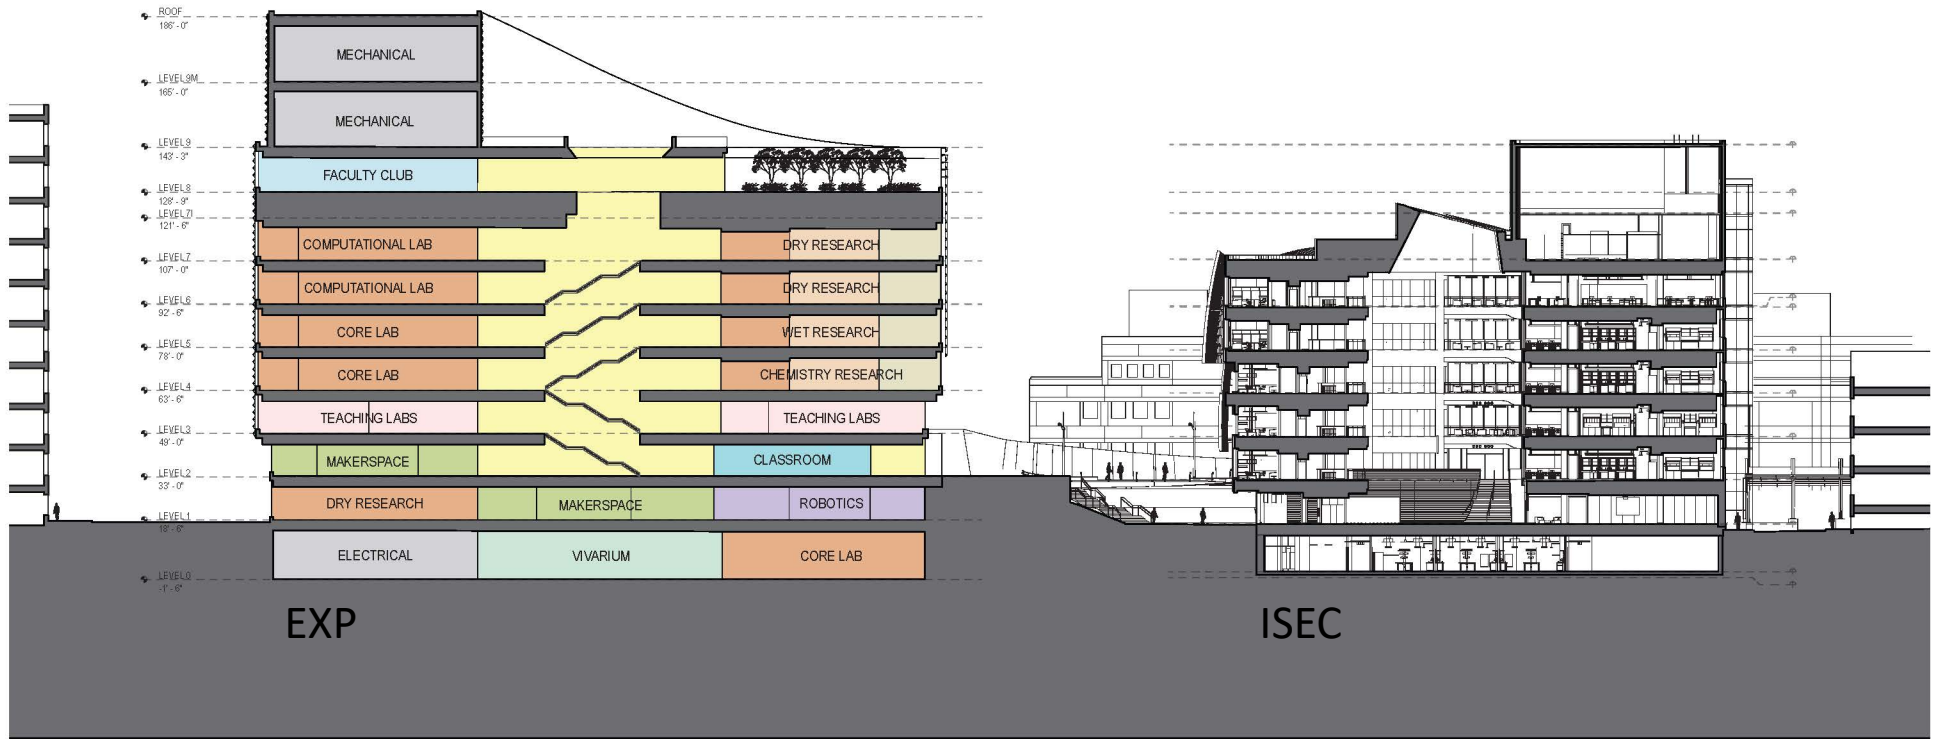 ROOF
186' - 0"
MECHANICAL
LEVEL 9M
165' - 0"
MECHANICAL
LEVEL 9
143' - 3"
FACULTY CLUB
LEVEL 8
128' - 9"
LEVEL 7I
121' - 6"
COMPUTATIONAL LAB
DRY RESEARCH
LEVEL 7
107' - 0"
COMPUTATIONAL LAB
DRY RESEARCH
LEVEL 6
92' - 6"
CORE LAB
WET RESEARCH
LEVEL 5
78' - 0"
CORE LAB
CHEMISTRY RESEARCH
LEVEL 4
63' - 6"
TEACHING LABS
TEACHING LABS
LEVEL 3
49' - 0"
MAKERSPACE
CLASSROOM
LEVEL 2
33' - 0"
DRY RESEARCH
MAKERSPACE
ROBOTICS
LEVEL 1
18' - 6"
ELECTRICAL
VIVARIUM
CORE LAB
LEVEL 0
-1' - 6"
EXP
ISEC